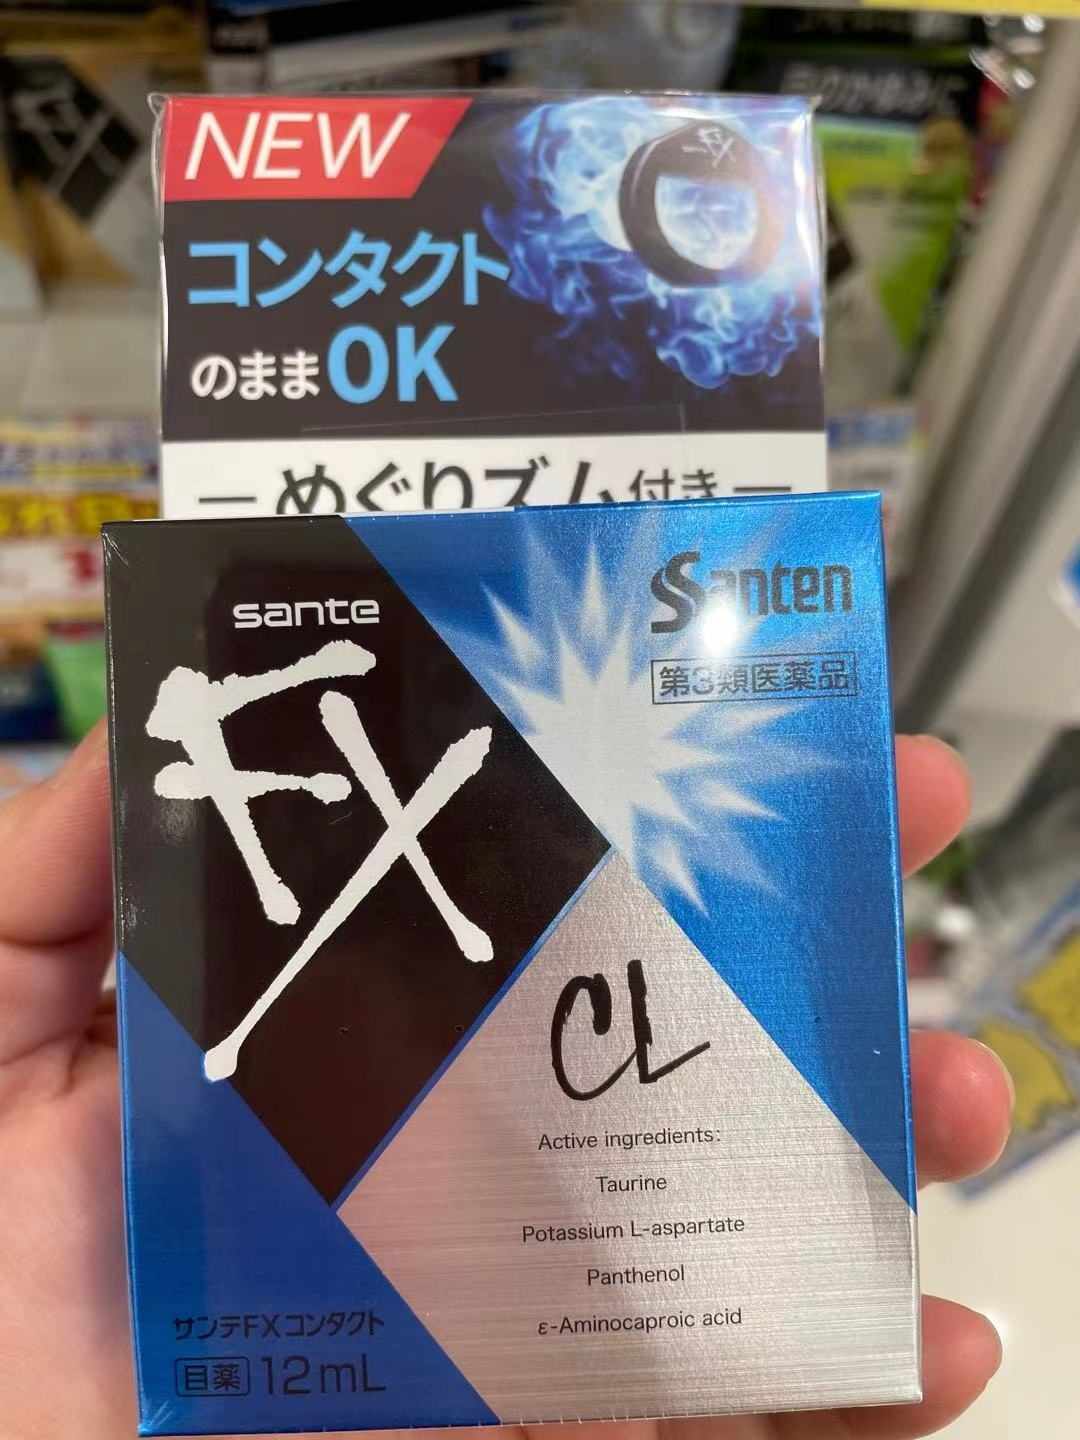 NEW
コンタクト
のままOK
― めぐりズム付き ―
sante
FX
Santen
第3類医薬品
CL
Active ingredients:
Taurine
Potassium L-aspartate
Panthenol
ε-Aminocaproic acid
サンテFXコンタクト
目薬 12mL